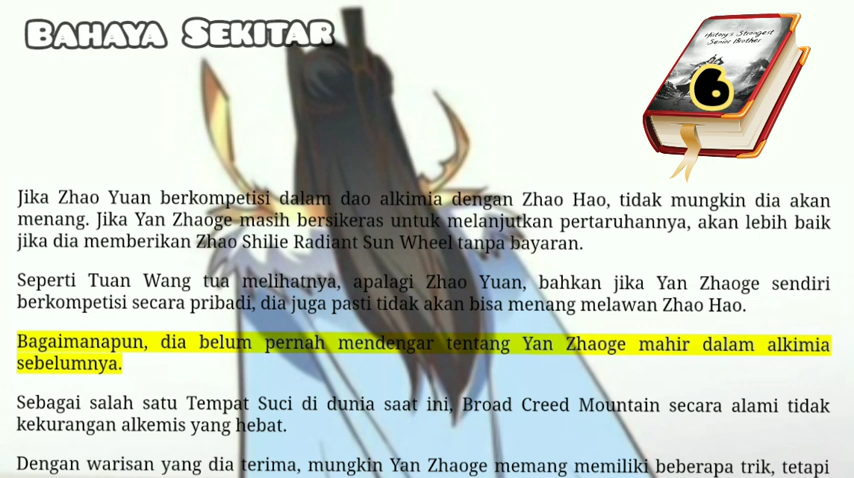 BAHAYA SEKITAR
History's Strongest
Senior Brother
6
Jika Zhao Yuan berkompetisi dalam dao alkimia dengan Zhao Hao, tidak mungkin dia akan
menang. Jika Yan Zhaoge masih bersikeras untuk melanjutkan pertaruhannya, akan lebih baik
jika dia memberikan Zhao Shilie Radiant Sun Wheel tanpa bayaran.
Seperti Tuan Wang tua melihatnya, apalagi Zhao Yuan, bahkan jika Yan Zhaoge sendiri
berkompetisi secara pribadi, dia juga pasti tidak akan bisa menang melawan Zhao Hao.
Bagaimanapun, dia belum pernah mendengar tentang Yan Zhaoge mahir dalam alkimia
sebelumnya.
Sebagai salah satu Tempat Suci di dunia saat ini, Broad Creed Mountain secara alami tidak
kekurangan alkemis yang hebat.
Dengan warisan yang dia terima, mungkin Yan Zhaoge memang memiliki beberapa trik, tetapi